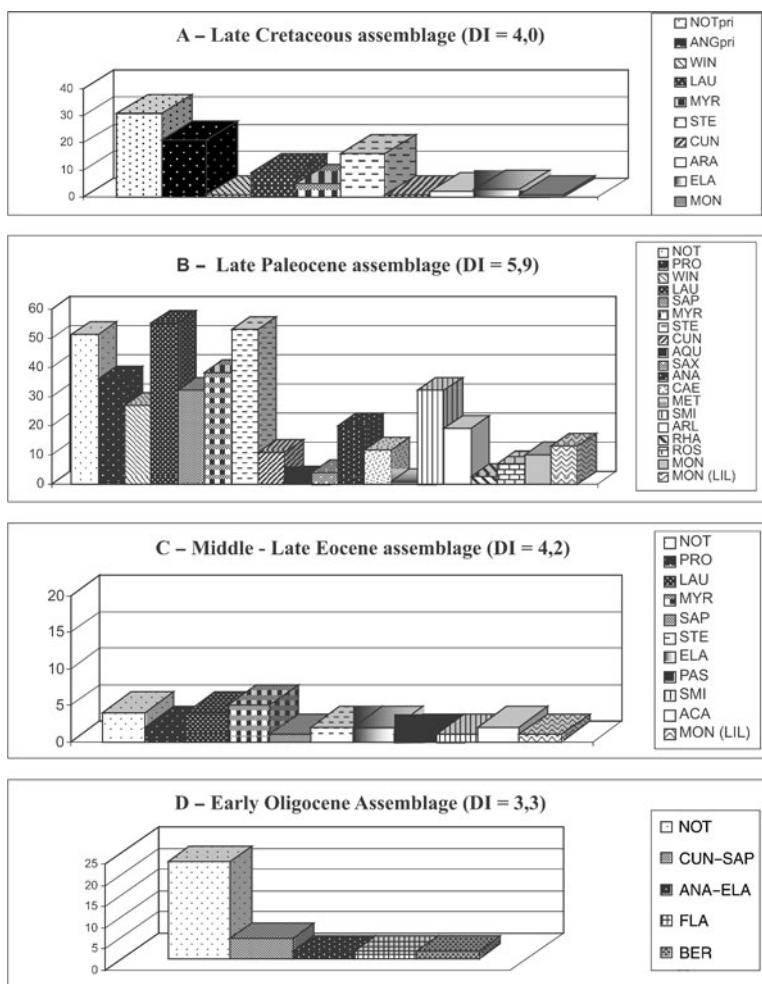 A – Late Cretaceous assemblage (DI = 4,0)
40
30
20
10
0
NOTpri
ANGpri
WIN
LAU
MYR
STE
CUN
ARA
ELA
MON
B – Late Paleocene assemblage (DI = 5,9)
60
50
40
30
20
10
0
NOT
PRO
WIN
LAU
SAP
MYR
STE
CUN
AQU
SAX
ANA
CAE
MET
SMI
ARL
RHA
ROS
MON
MON (LIL)
C – Middle - Late Eocene assemblage (DI = 4,2)
20
15
10
5
0
NOT
PRO
LAU
MYR
SAP
STE
ELA
PAS
SMI
ACA
MON (LIL)
D – Early Oligocene Assemblage (DI = 3,3)
25
20
15
10
5
0
NOT
CUN-SAP
ANA-ELA
FLA
BER